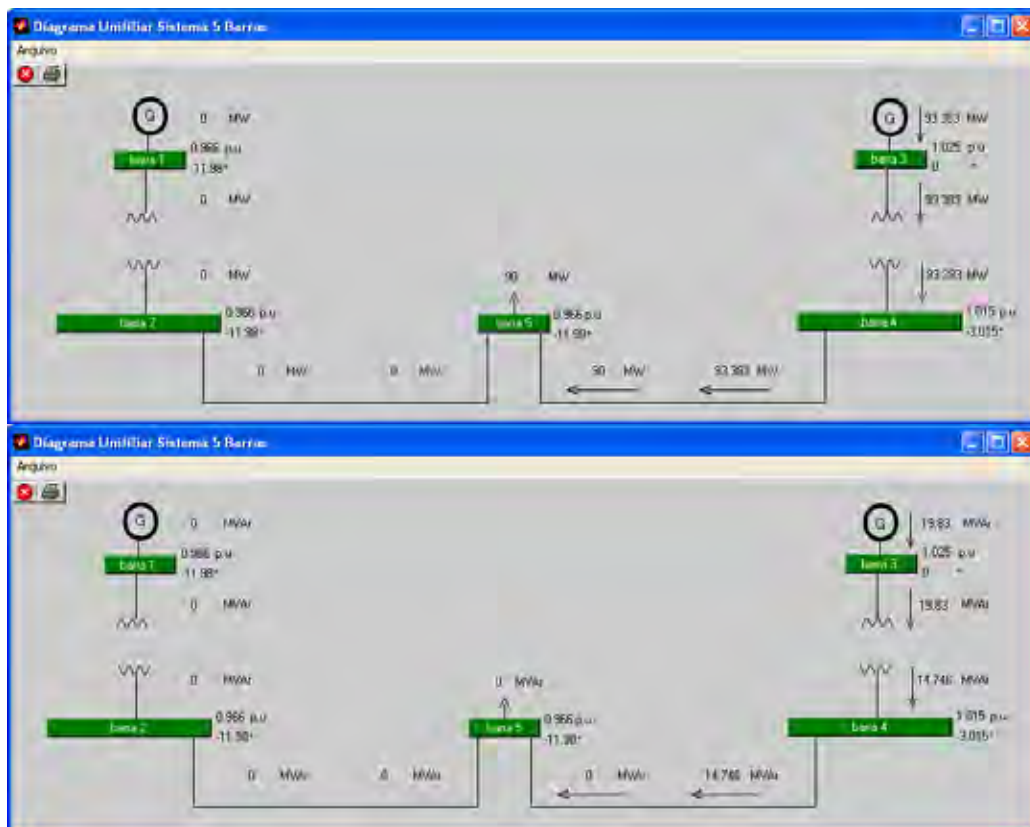 Diagrama Unifiliar Sistema 5 Barras
Arquivo
G 0 MW
G 93.383 MW
barra 1 0.966 p.u
-11.98°
barra 3 1.025 p.u
0 °
0 MW
93.383 MW
0 MW
90 MW
93.383 MW
barra 2 0.966 p.u
-11.98°
barra 5 0.966 p.u
-11.98°
barra 4 1.015 p.u
-3.015°
0 MW 0 MW 90 MW 93.383 MW
Diagrama Unifiliar Sistema 5 Barras
Arquivo
G 0 MVAr
G 19.83 MVAr
barra 1 0.966 p.u
-11.98°
barra 3 1.025 p.u
0 °
0 MVAr
19.83 MVAr
0 MVAr
0 MVAr
14.746 MVAr
barra 2 0.966 p.u
-11.98°
barra 5 0.966 p.u
-11.98°
barra 4 1.015 p.u
-3.015°
0 MVAr 0 MVAr 0 MVAr 14.746 MVAr